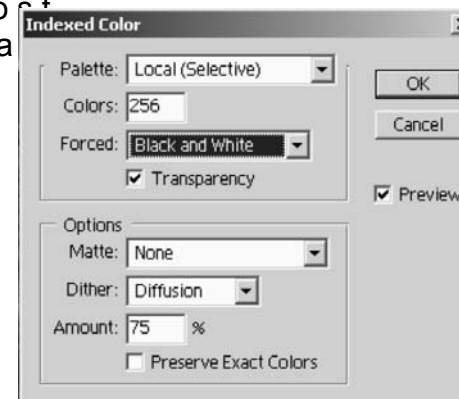 Indexed Color
Palette: Local (Selective)
Colors: 256
Forced: Black and White
Transparency
OK
Cancel
Preview
Options
Matte: None
Dither: Diffusion
Amount: 75 %
Preserve Exact Colors